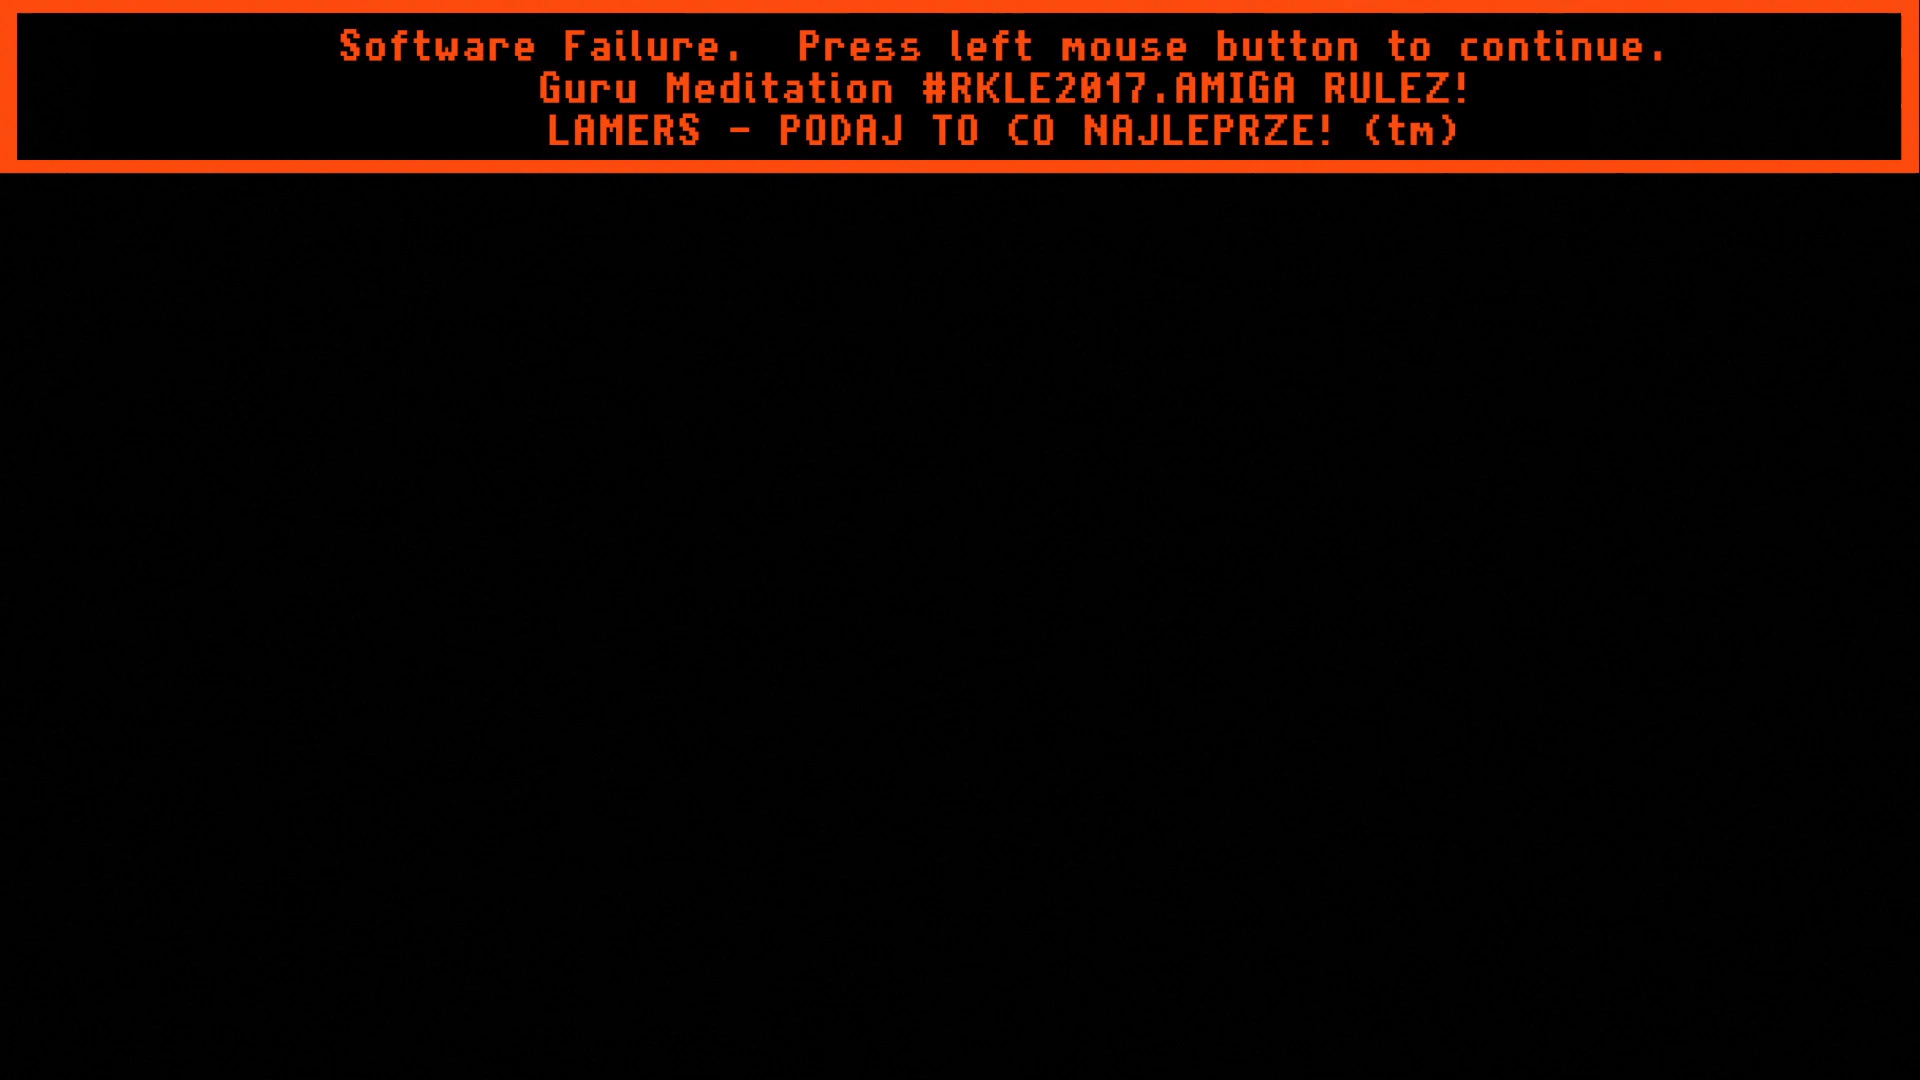 Software Failure.  Press left mouse button to continue.
Guru Meditation #RKLE2017.AMIGA RULEZ!
LAMERS - PODAJ TO CO NAJLEPRZE! (tm)